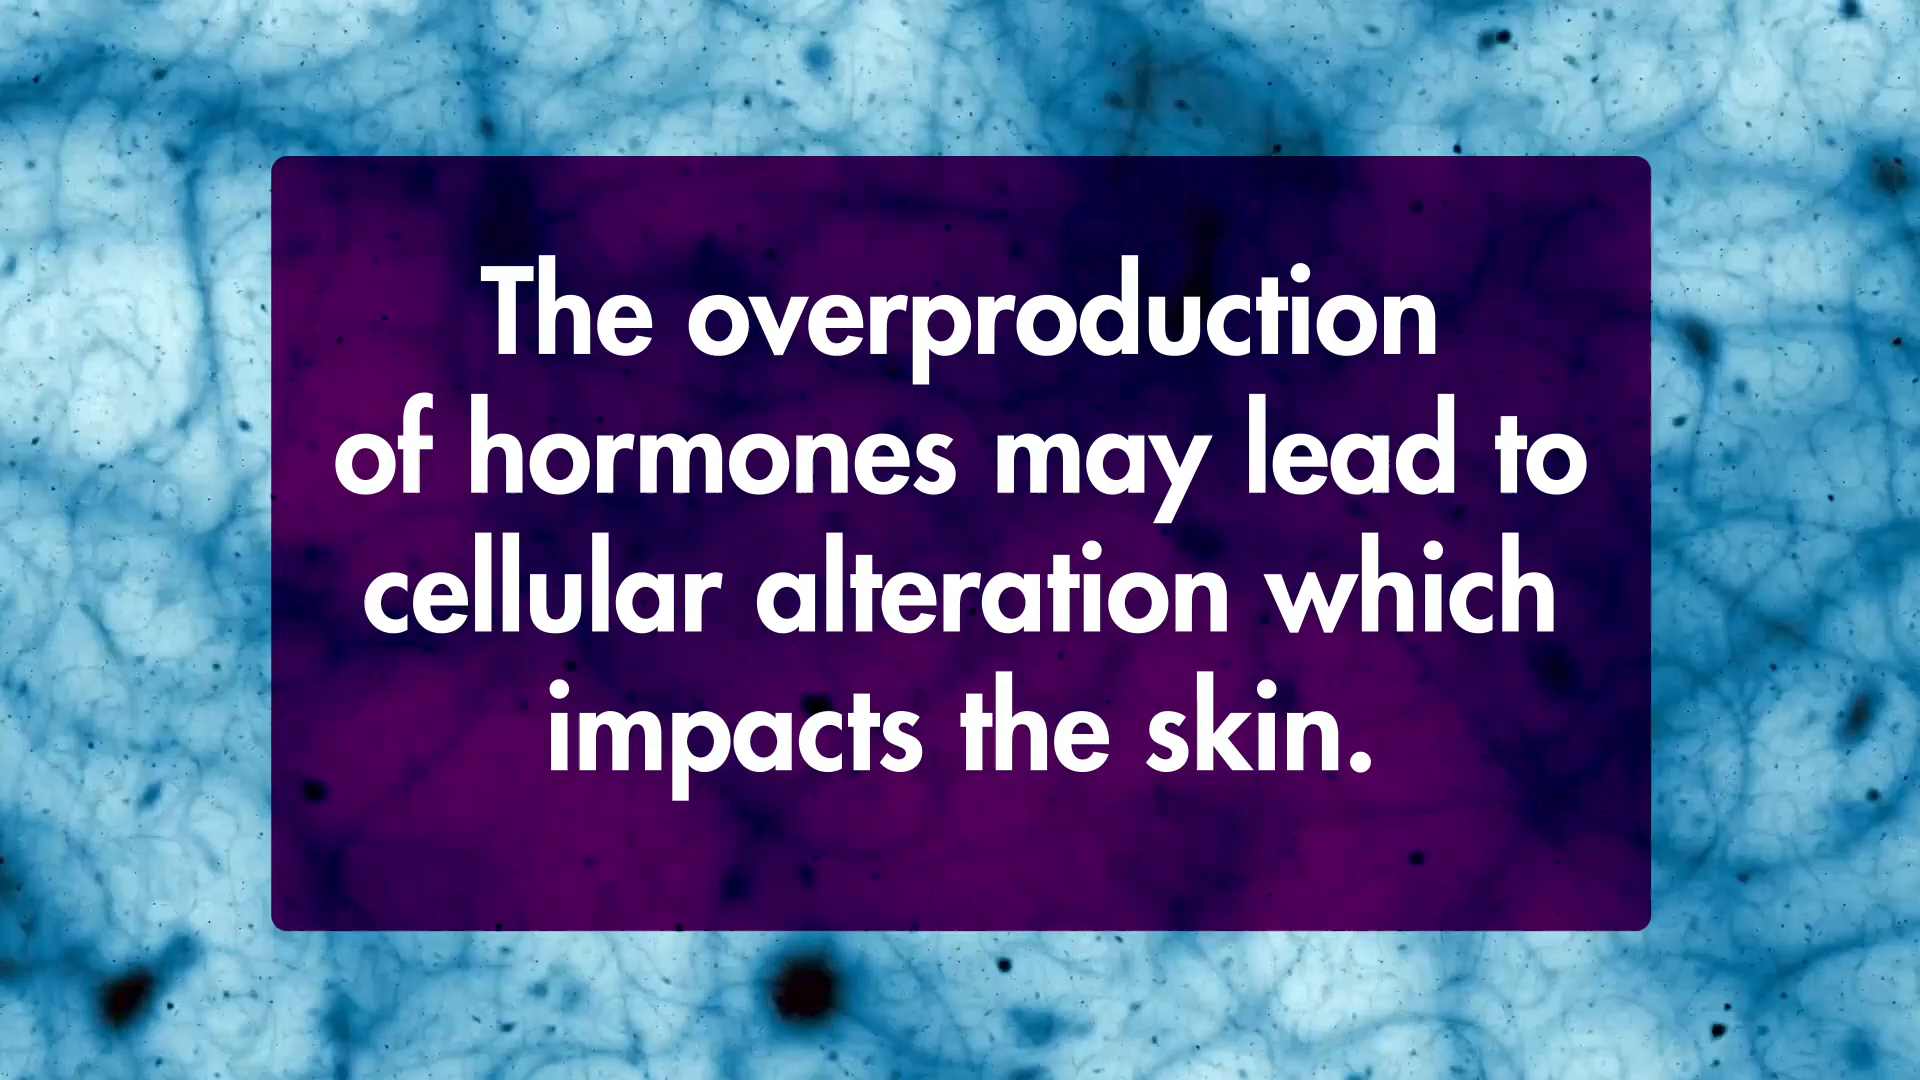 The overproduction
of hormones may lead to
cellular alteration which
impacts the skin.